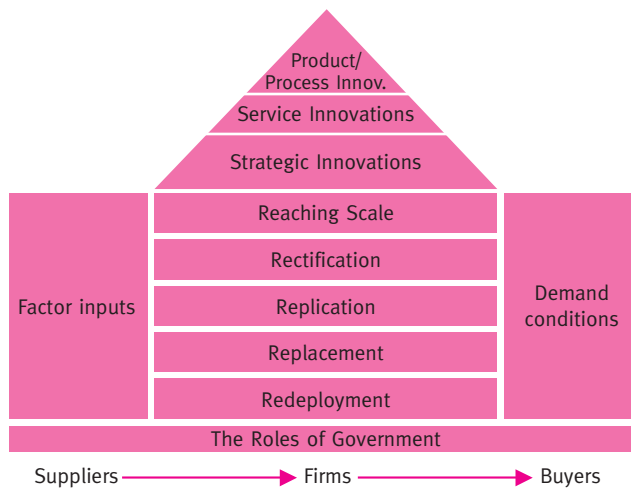 Product/
Process Innov.
Service Innovations
Strategic Innovations
Reaching Scale
Rectification
Factor inputs
Replication
Demand
conditions
Replacement
Redeployment
The Roles of Government
Suppliers Firms Buyers